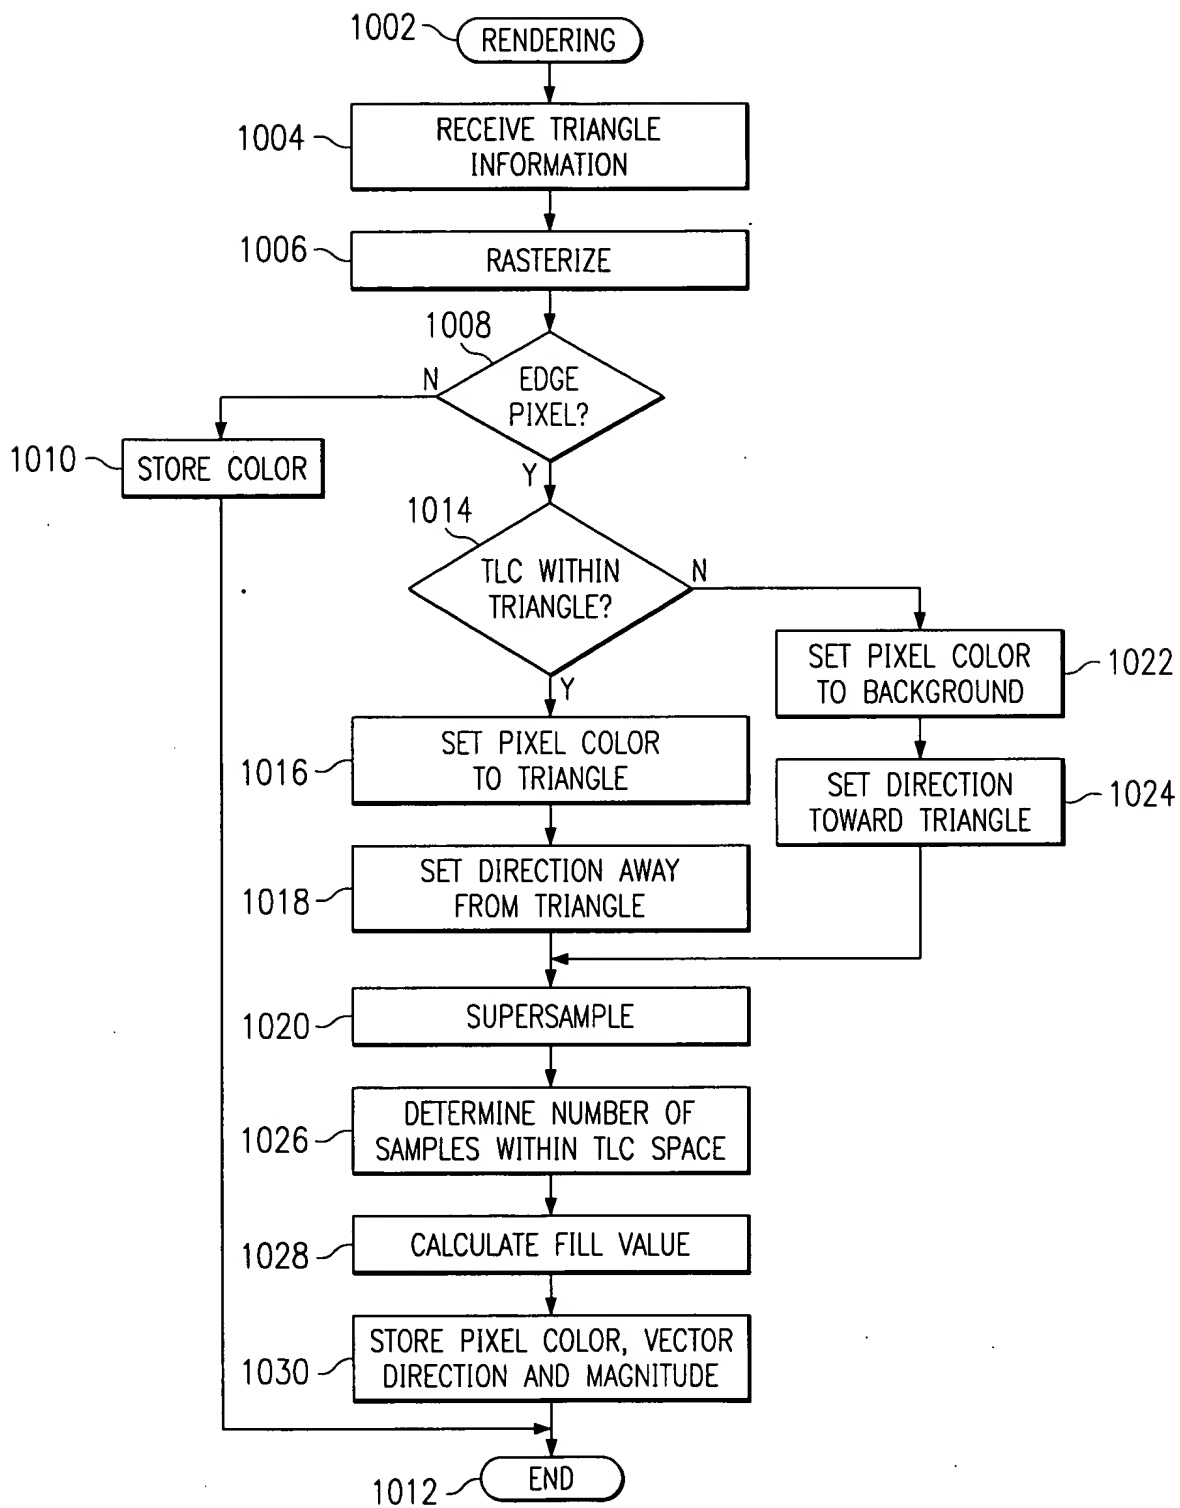 1002
RENDERING
1004
RECEIVE TRIANGLE
INFORMATION
1006
RASTERIZE
1008
N
EDGE
PIXEL?
1010
STORE COLOR
Y
1014
TLC WITHIN
TRIANGLE?
N
SET PIXEL COLOR
TO BACKGROUND
1022
Y
1016
SET PIXEL COLOR
TO TRIANGLE
SET DIRECTION
TOWARD TRIANGLE
1024
1018
SET DIRECTION AWAY
FROM TRIANGLE
1020
SUPERSAMPLE
1026
DETERMINE NUMBER OF
SAMPLES WITHIN TLC SPACE
1028
CALCULATE FILL VALUE
1030
STORE PIXEL COLOR, VECTOR
DIRECTION AND MAGNITUDE
1012
END